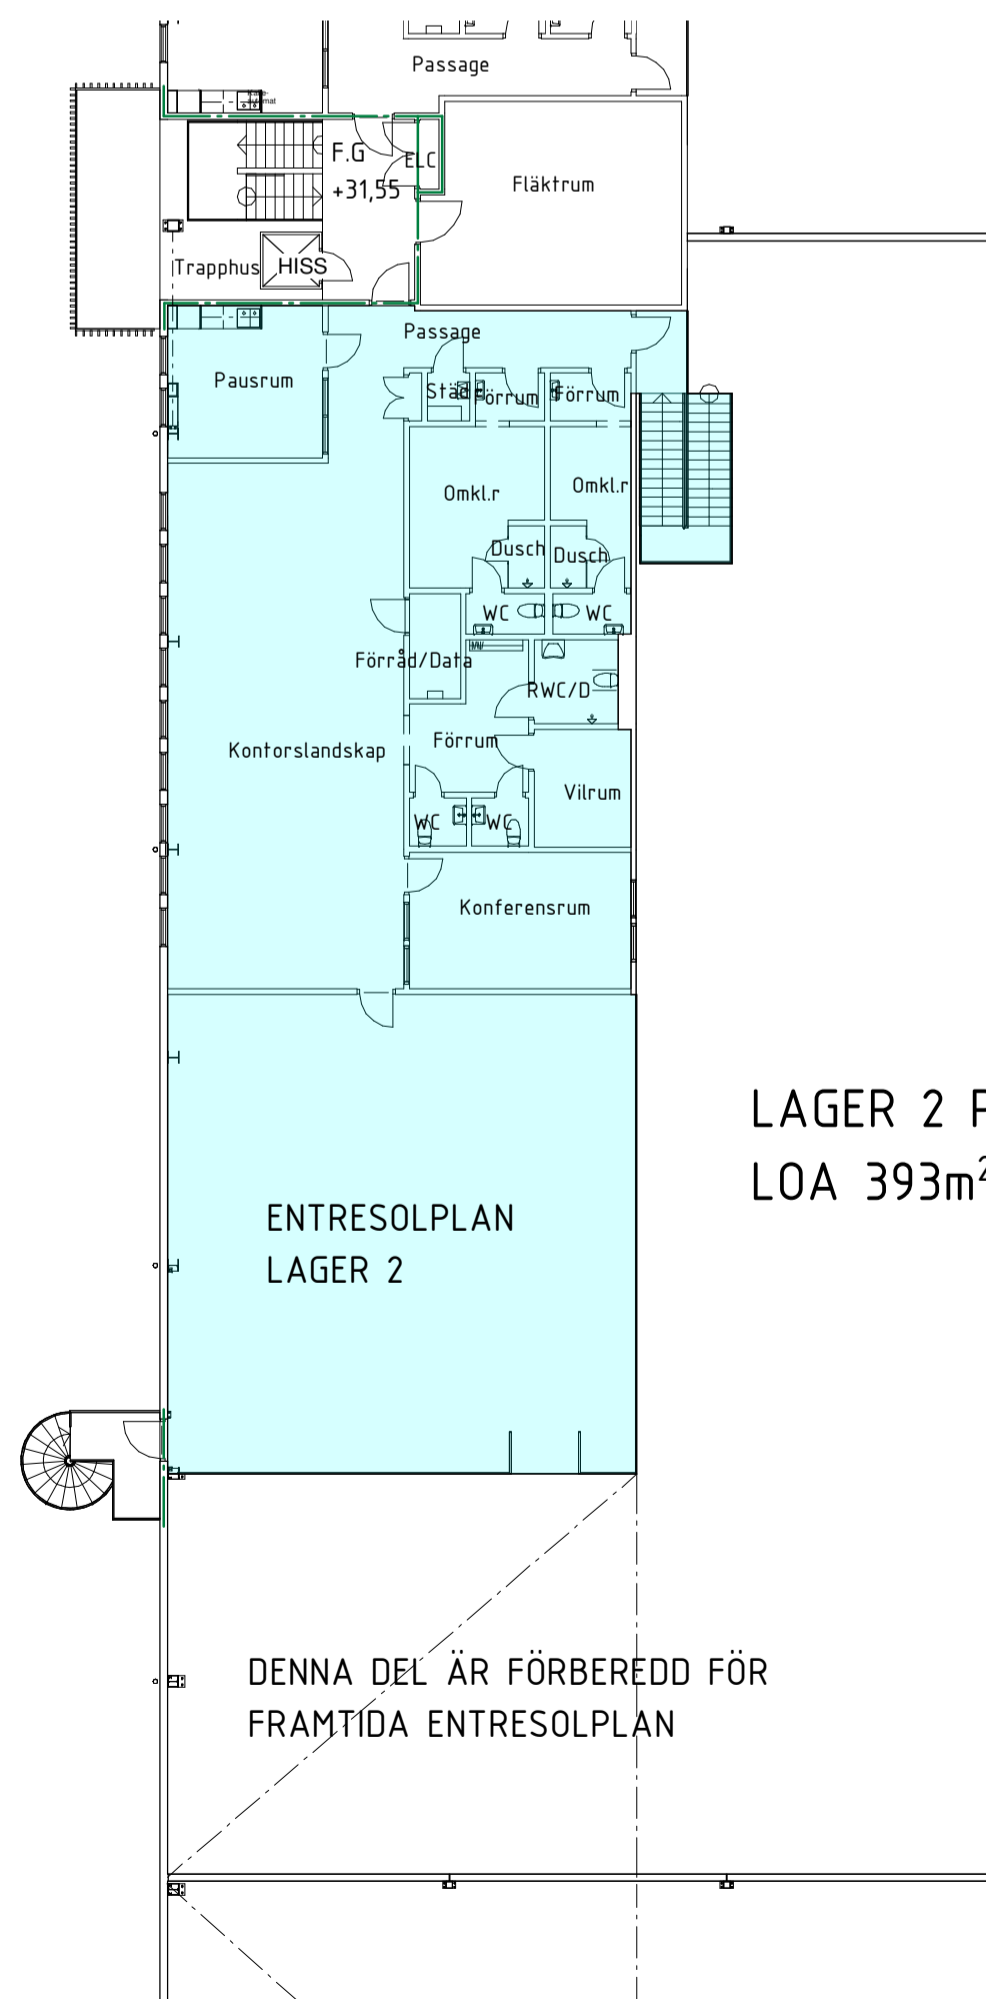 Passage
F.G
ELC
+31,55
Fläktrum
Trapphus
HISS
Passage
Pausrum
Städ
Förrum
Förrum
Omkl.r
Omkl.r
Dusch
Dusch
WC
WC
Förråd/Data
RWC/D
Kontorslandskap
Förrum
Vilrum
WC
WC
Konferensrum
LAGER 2 P
LOA 393m²
ENTRESOLPLAN
LAGER 2
DENNA DEL ÄR FÖRBEREDD FÖR
FRAMTIDA ENTRESOLPLAN